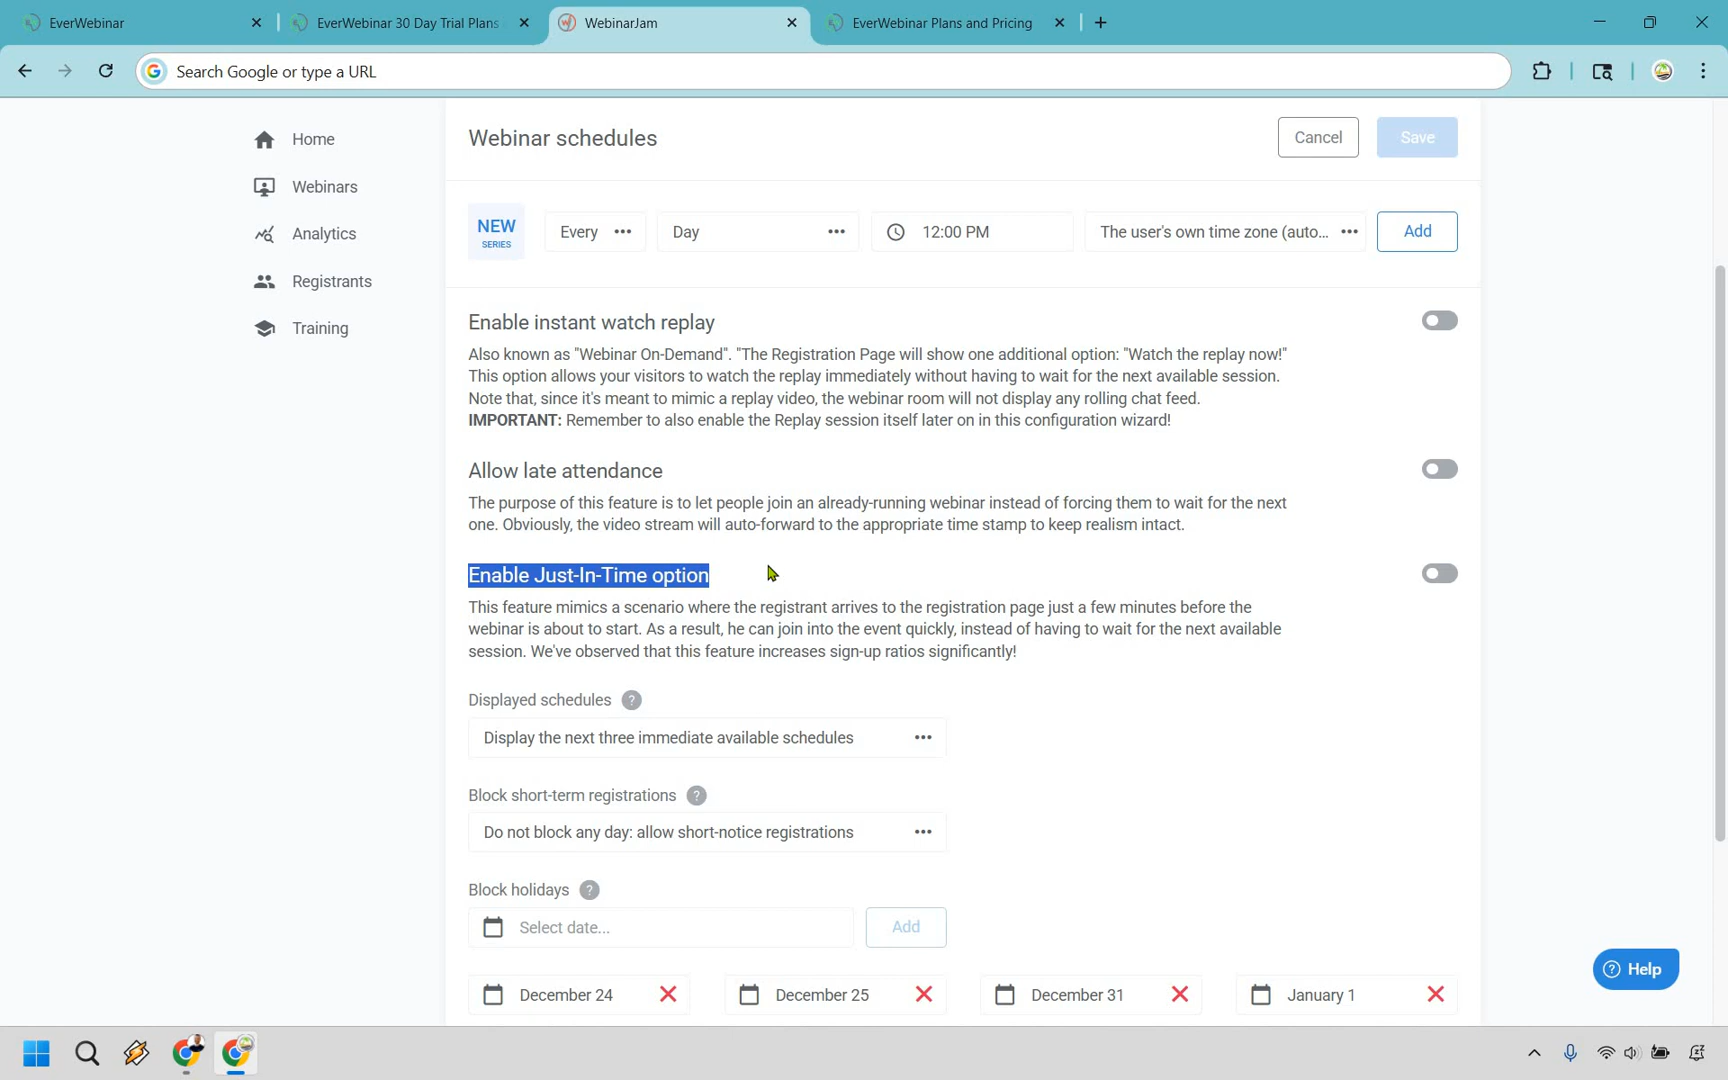 EverWebinar
EverWebinar 30 Day Trial Plans
WebinarJam
EverWebinar Plans and Pricing
Search Google or type a URL
Home
Webinars
Analytics
Registrants
Training
Webinar schedules
Cancel
Save
NEW
SERIES
Every
Day
12:00 PM
The user's own time zone (auto...
Add
Enable instant watch replay
Also known as "Webinar On-Demand". "The Registration Page will show one additional option: "Watch the replay now!"
This option allows your visitors to watch the replay immediately without having to wait for the next available session.
Note that, since it's meant to mimic a replay video, the webinar room will not display any rolling chat feed.
IMPORTANT: Remember to also enable the Replay session itself later on in this configuration wizard!
Allow late attendance
The purpose of this feature is to let people join an already-running webinar instead of forcing them to wait for the next
one. Obviously, the video stream will auto-forward to the appropriate time stamp to keep realism intact.
Enable Just-In-Time option
This feature mimics a scenario where the registrant arrives to the registration page just a few minutes before the
webinar is about to start. As a result, he can join into the event quickly, instead of having to wait for the next available
session. We've observed that this feature increases sign-up ratios significantly!
Displayed schedules ?
Display the next three immediate available schedules
Block short-term registrations ?
Do not block any day: allow short-notice registrations
Block holidays ?
Select date...
Add
December 24
December 25
December 31
January 1
? Help